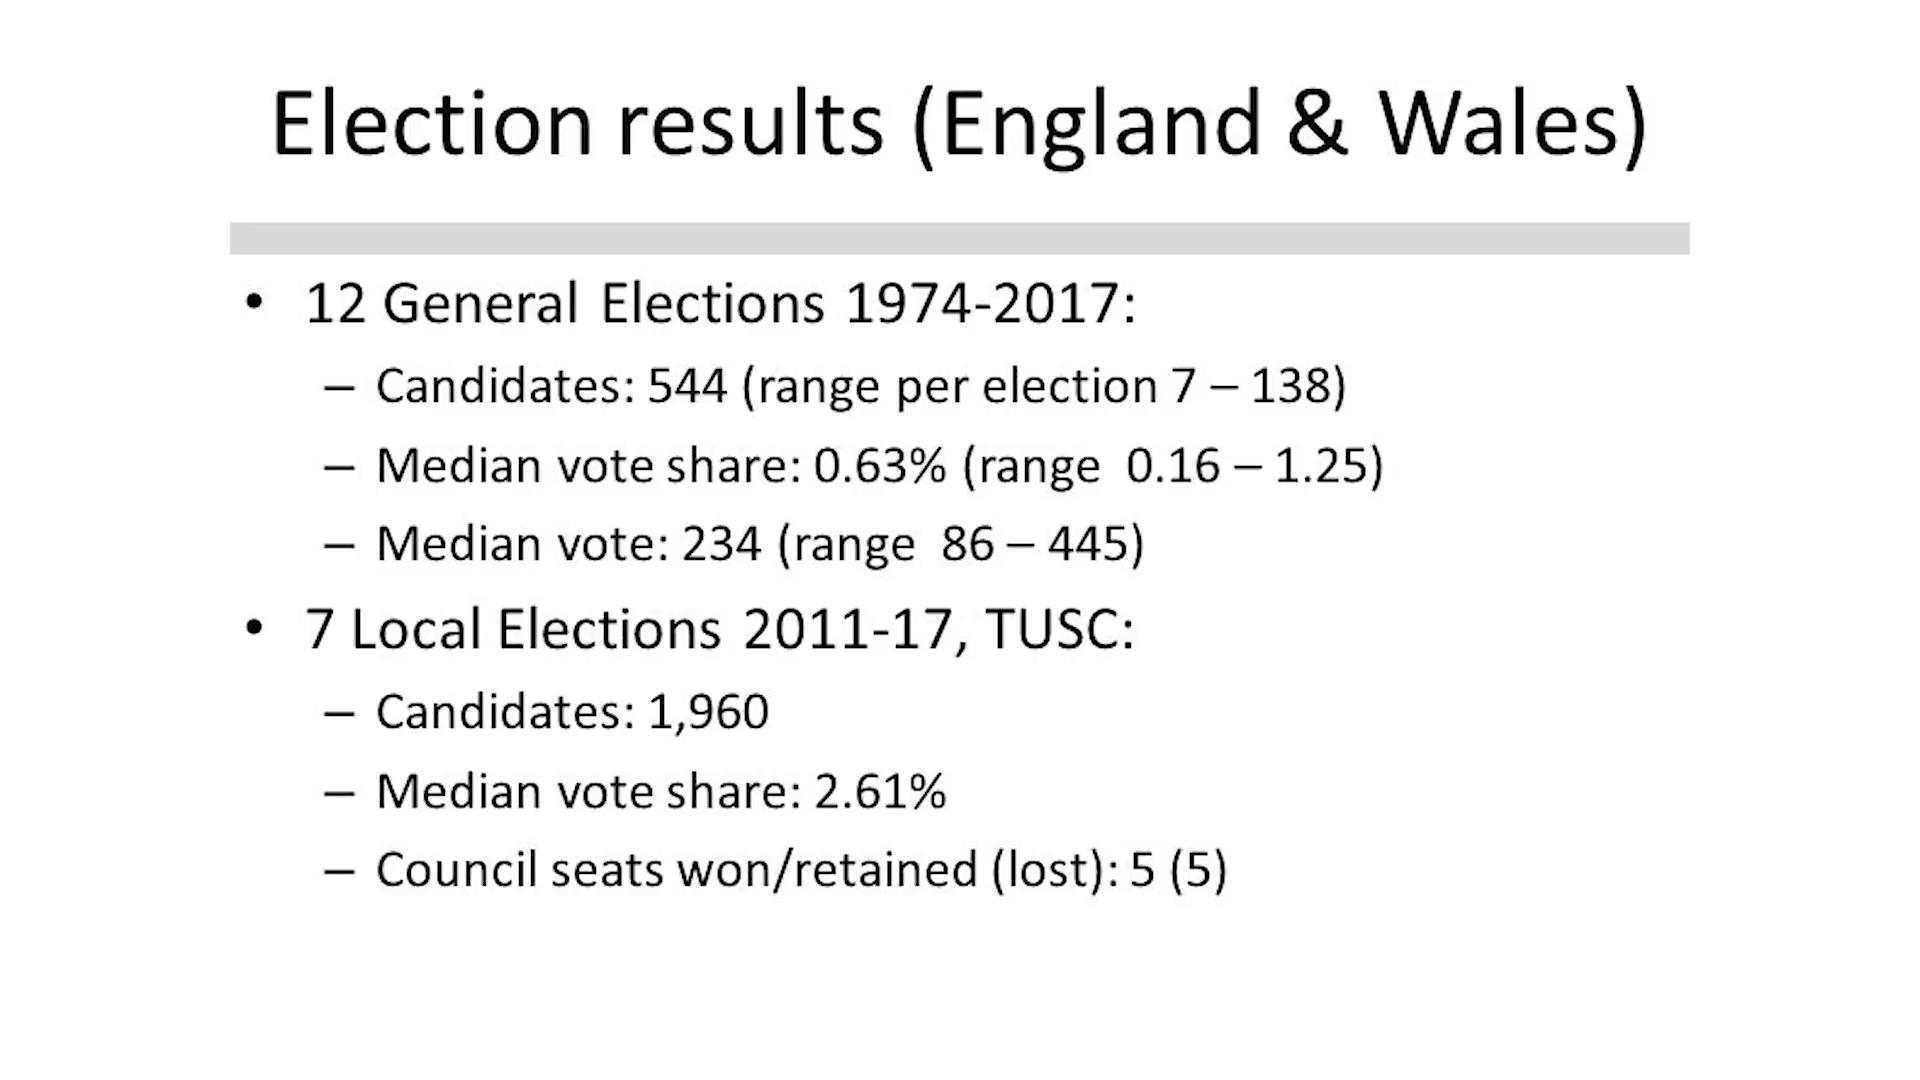 Election results (England & Wales)
• 12 General Elections 1974-2017:
– Candidates: 544 (range per election 7 – 138)
– Median vote share: 0.63% (range 0.16 – 1.25)
– Median vote: 234 (range 86 – 445)
• 7 Local Elections 2011-17, TUSC:
– Candidates: 1,960
– Median vote share: 2.61%
– Council seats won/retained (lost): 5 (5)